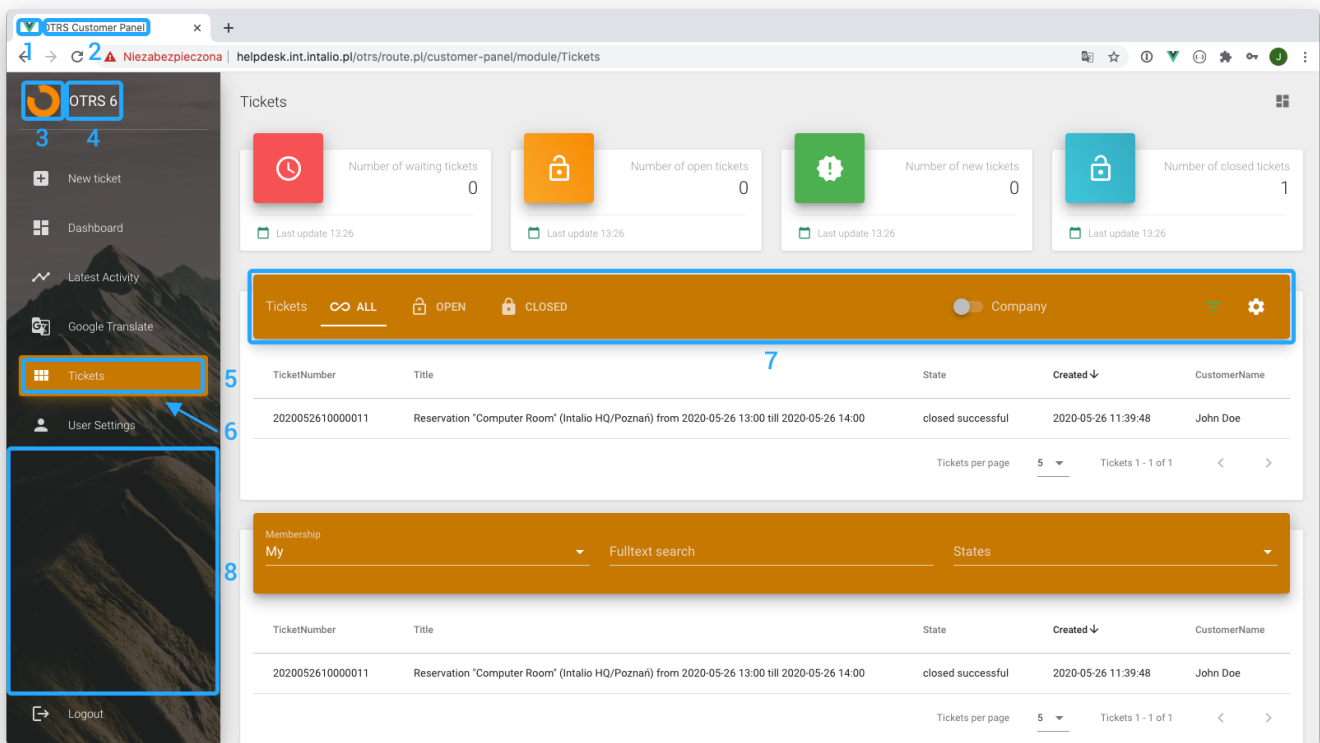 OTRS Customer Panel
1
2
Niezabezpieczona | helpdesk.int.intalio.pl/otrs/route.pl/customer-panel/module/Tickets
J
OTRS 6
3
4
New ticket
Dashboard
Latest Activity
Google Translate
Tickets
5
6
User Settings
8
Logout
Tickets
Number of waiting tickets
0
Last update 13:26
Number of open tickets
0
Last update 13:26
Number of new tickets
0
Last update 13:26
Number of closed tickets
1
Last update 13:26
Tickets ALL OPEN CLOSED Company
7
TicketNumber Title State Created CustomerName
2020052610000011 Reservation "Computer Room" (Intalio HQ/Poznań) from 2020-05-26 13:00 till 2020-05-26 14:00 closed successful 2020-05-26 11:39:48 John Doe
Tickets per page 5 Tickets 1 - 1 of 1
Membership
My Fulltext search States
TicketNumber Title State Created CustomerName
2020052610000011 Reservation "Computer Room" (Intalio HQ/Poznań) from 2020-05-26 13:00 till 2020-05-26 14:00 closed successful 2020-05-26 11:39:48 John Doe
Tickets per page 5 Tickets 1 - 1 of 1